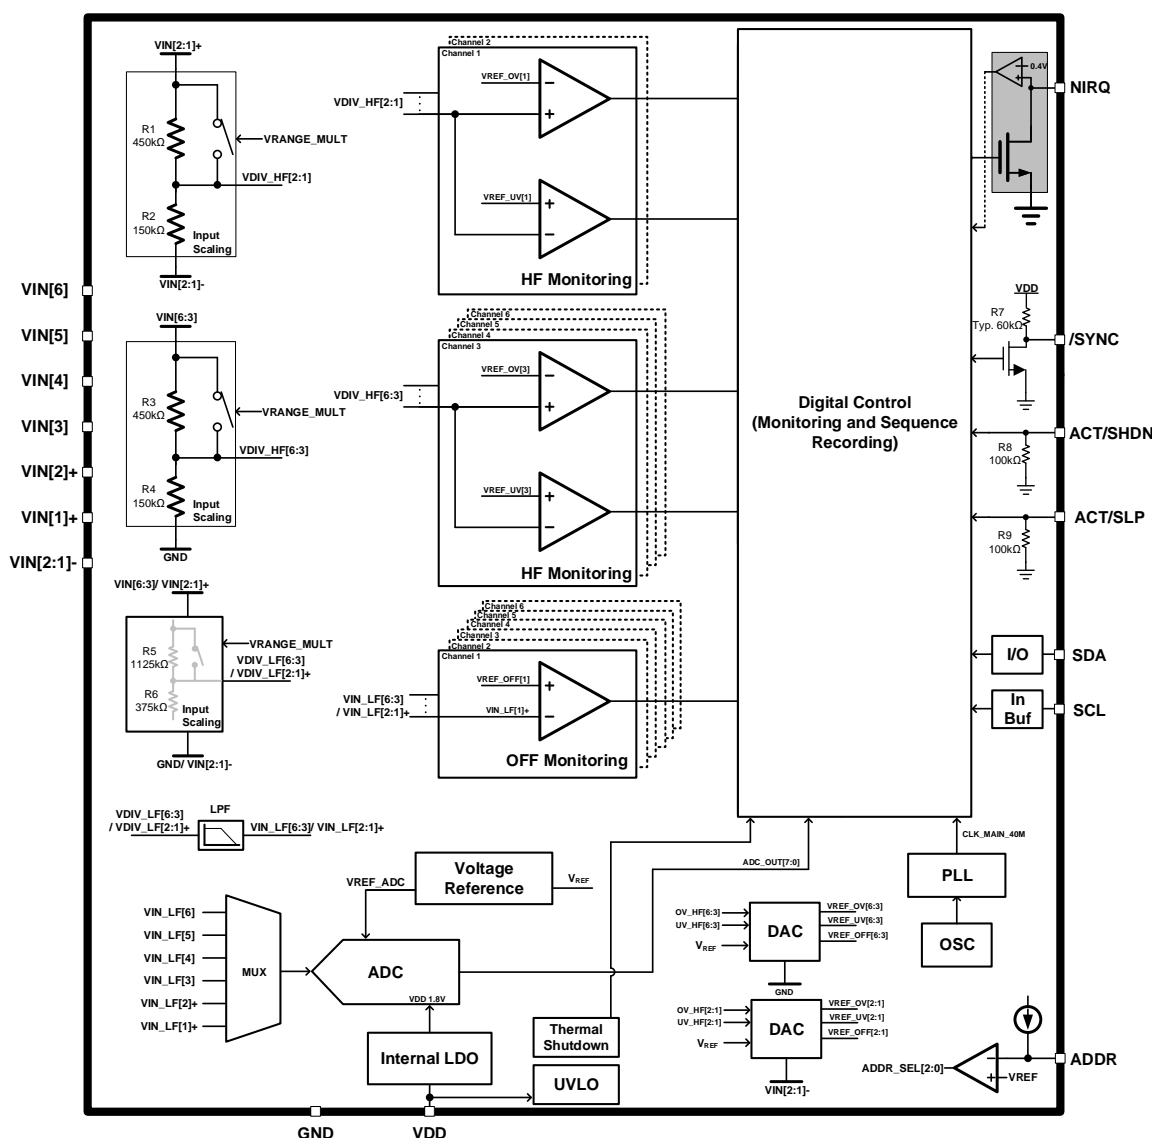 VIN[2:1]+
R1
450kΩ
VRANGE_MULT
VDIV_HF[2:1]
R2
150kΩ
Input
Scaling
VIN[2:1]-
Channel 2
Channel 1
VREF_OV[1]
VDIV_HF[2:1]
VREF_UV[1]
HF Monitoring
0.4V
NIRQ
VIN[6]
VIN[5]
VIN[4]
VIN[3]
VIN[2]+
VIN[1]+
VIN[2:1]-
VIN[6:3]
R3
450kΩ
VRANGE_MULT
VDIV_HF[6:3]
R4
150kΩ
Input
Scaling
GND
Channel 6
Channel 5
Channel 4
Channel 3
VREF_OV[3]
VDIV_HF[6:3]
VREF_UV[3]
HF Monitoring
Digital Control
(Monitoring and Sequence
Recording)
VDD
R7
Typ. 60kΩ
/SYNC
ACT/SHDN
R8
100kΩ
ACT/SLP
R9
100kΩ
VIN[6:3]/ VIN[2:1]+
R5
1125kΩ
VRANGE_MULT
VDIV_LF[6:3]
/ VDIV_LF[2:1]+
R6
375kΩ
Input
Scaling
GND/ VIN[2:1]-
Channel 6
Channel 5
Channel 4
Channel 3
Channel 2
Channel 1
VREF_OFF[1]
VIN_LF[6:3]
/ VIN_LF[2:1]+
VIN_LF[1]+
OFF Monitoring
I/O
SDA
In
Buf
SCL
VDIV_LF[6:3]
/ VDIV_LF[2:1]+
LPF
VIN_LF[6:3]/ VIN_LF[2:1]+
Voltage
Reference
VREF_ADC
VREF
ADC_OUT[7:0]
CLK_MAIN_40M
PLL
OSC
VIN_LF[6]
VIN_LF[5]
VIN_LF[4]
VIN_LF[3]
VIN_LF[2]+
VIN_LF[1]+
MUX
ADC
VDD 1.8V
Internal LDO
Thermal
Shutdown
UVLO
OV_HF[6:3]
UV_HF[6:3]
VREF
DAC
VREF_OV[6:3]
VREF_UV[6:3]
VREF_OFF[6:3]
GND
OV_HF[2:1]
UV_HF[2:1]
VREF
DAC
VREF_OV[2:1]
VREF_UV[2:1]
VREF_OFF[2:1]
VIN[2:1]-
ADDR_SEL[2:0]
VREF
ADDR
GND
VDD